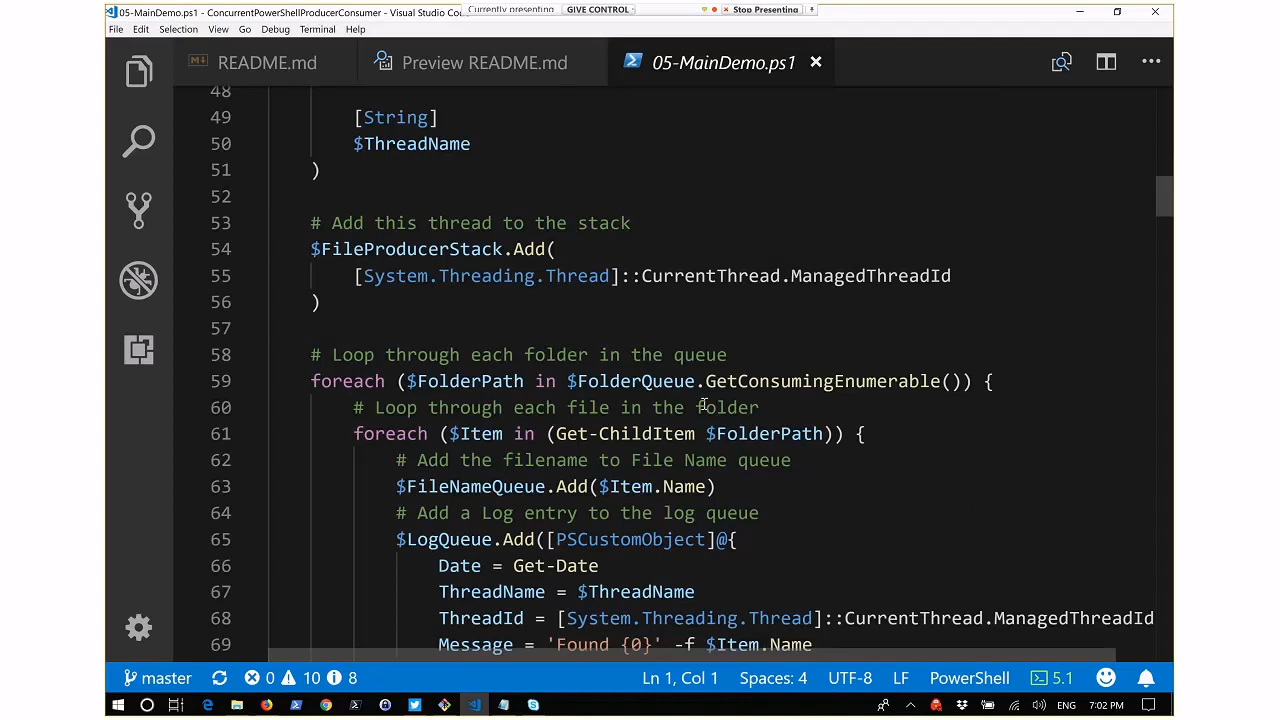 05-MainDemo.ps1 - ConcurrentPowerShellProducerConsumer - Visual Studio Co
Currently presenting GIVE CONTROL Stop Presenting
File Edit Selection View Go Debug Terminal Help
README.md Preview README.md 05-MainDemo.ps1
48
49 [String]
50 $ThreadName
51 )
52
53 # Add this thread to the stack
54 $FileProducerStack.Add(
55 [System.Threading.Thread]::CurrentThread.ManagedThreadId
56 )
57
58 # Loop through each folder in the queue
59 foreach ($FolderPath in $FolderQueue.GetConsumingEnumerable()) {
60 # Loop through each file in the folder
61 foreach ($Item in (Get-ChildItem $FolderPath)) {
62 # Add the filename to File Name queue
63 $FileNameQueue.Add($Item.Name)
64 # Add a Log entry to the log queue
65 $LogQueue.Add([PSCustomObject]@{
66 Date = Get-Date
67 ThreadName = $ThreadName
68 ThreadId = [System.Threading.Thread]::CurrentThread.ManagedThreadId
69 Message = 'Found {0}' -f $Item.Name
master 0 10 8 Ln 1, Col 1 Spaces: 4 UTF-8 LF PowerShell 5.1
ENG 7:02 PM